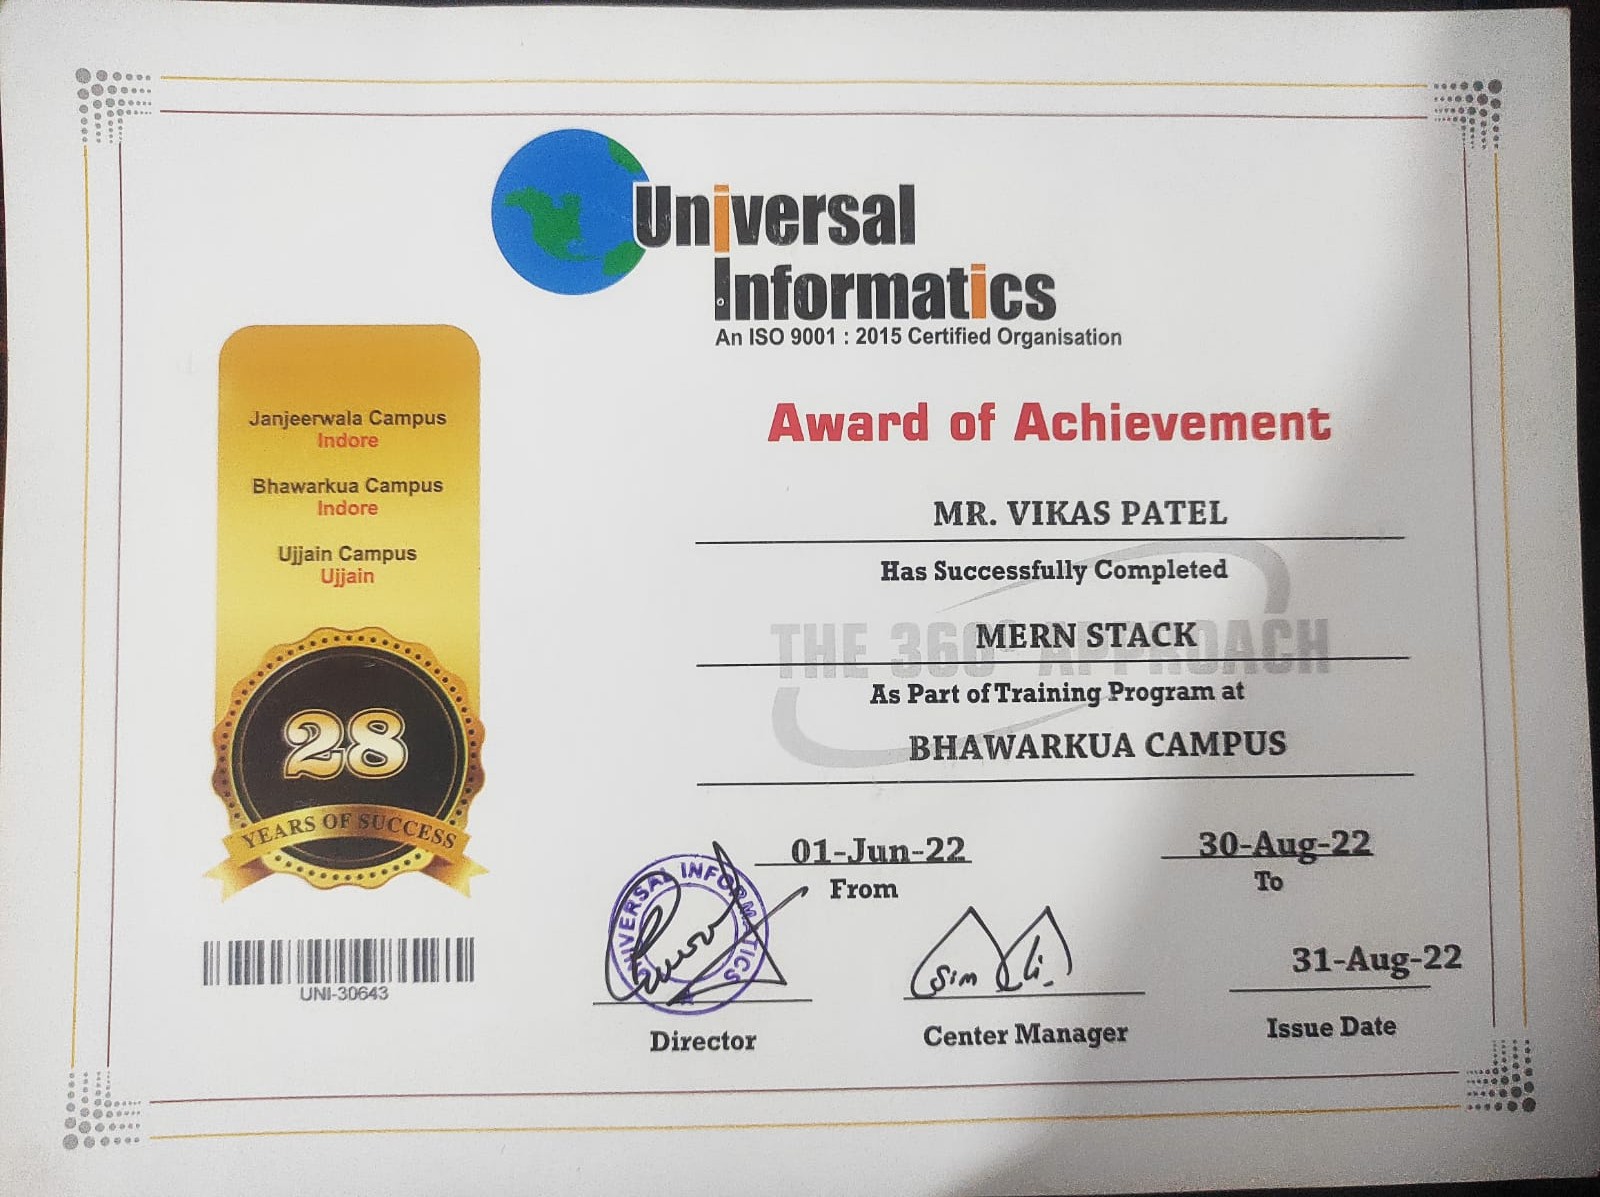 Universal
Informatics
An ISO 9001 : 2015 Certified Organisation
Janjeerwala Campus
Indore
Bhawarkua Campus
Indore
Ujjain Campus
Ujjain
28
YEARS OF SUCCESS
UNI-30643
Award of Achievement
MR. VIKAS PATEL
Has Successfully Completed
THE 360° APPROACH
MERN STACK
As Part of Training Program at
BHAWARKUA CAMPUS
01-Jun-22
From
30-Aug-22
To
UNIVERSAL INFORMATICS
Director
Center Manager
31-Aug-22
Issue Date